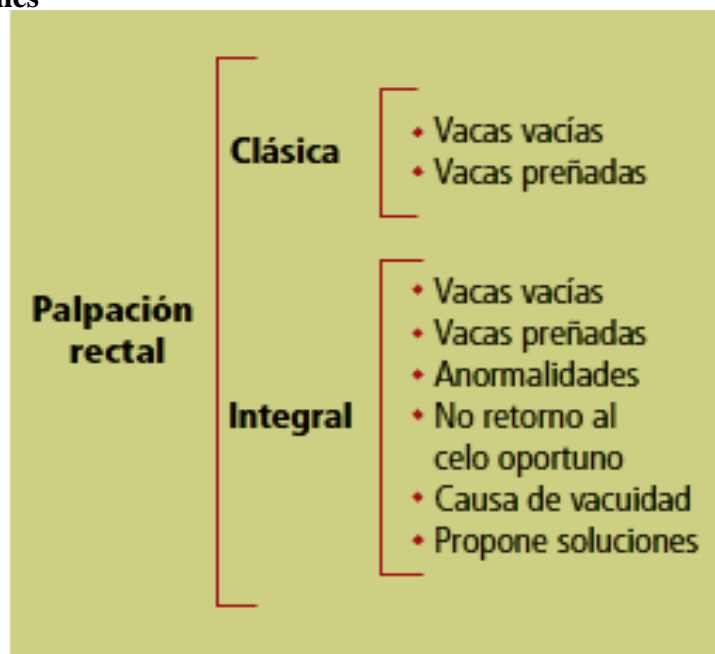 Palpación
rectal
Clásica
• Vacas vacías
• Vacas preñadas
Integral
• Vacas vacías
• Vacas preñadas
• Anormalidades
• No retorno al
celo oportuno
• Causa de vacuidad
• Propone soluciones